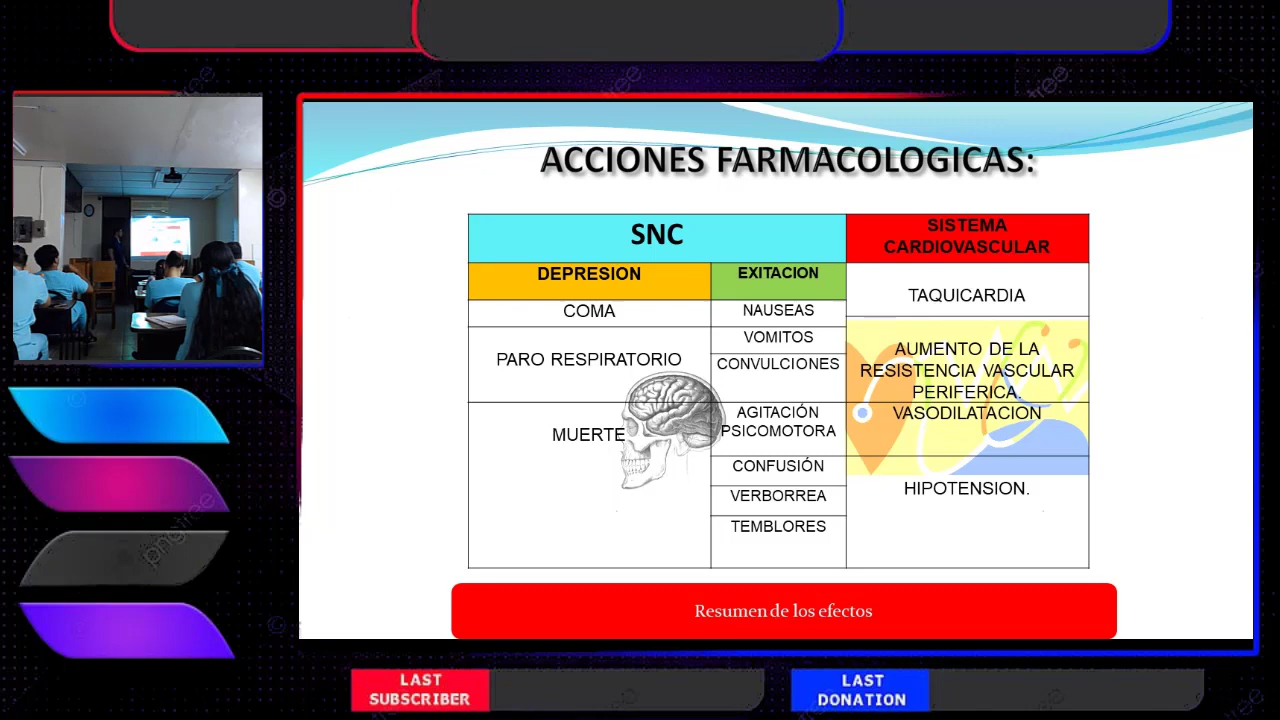 ACCIONES FARMACOLOGICAS:
SNC
SISTEMA
CARDIOVASCULAR
DEPRESION
EXITACION
COMA
PARO RESPIRATORIO
MUERTE
NAUSEAS
VOMITOS
CONVULCIONES
AGITACIÓN
PSICOMOTORA
CONFUSIÓN
VERBORREA
TEMBLORES
TAQUICARDIA
AUMENTO DE LA
RESISTENCIA VASCULAR
PERIFERICA.
VASODILATACION
HIPOTENSION.
Resumen de los efectos
LAST
SUBSCRIBER
LAST
DONATION
pngtree